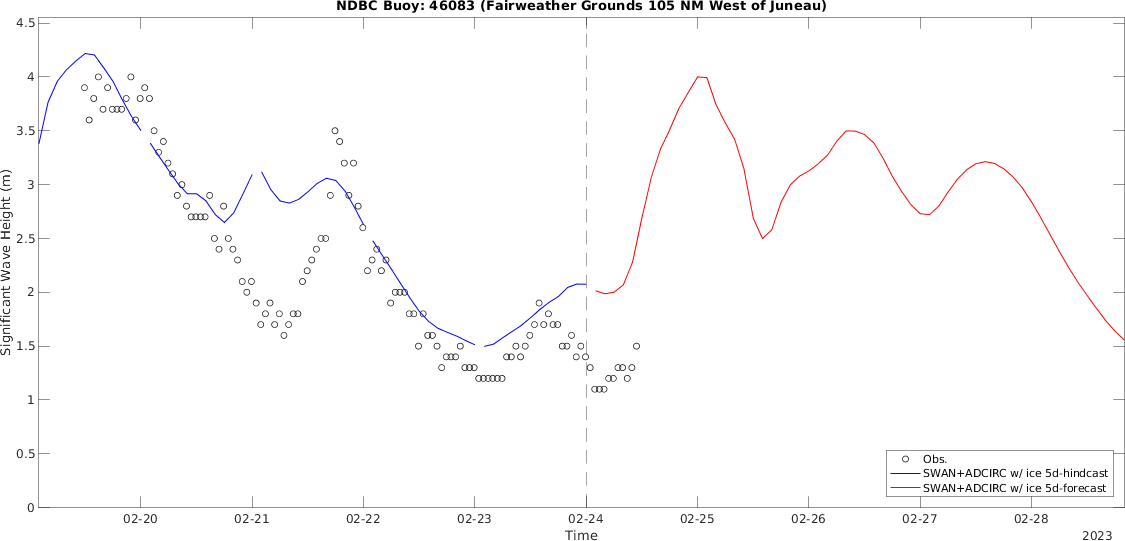 NDBC Buoy: 46083 (Fairweather Grounds 105 NM West of Juneau)
4.5
4
3.5
3
2.5
2
1.5
1
0.5
0
Significant Wave Height (m)
02-20 02-21 02-22 02-23 02-24 02-25 02-26 02-27 02-28
Time
2023
Obs.
SWAN+ADCIRC w/ ice 5d-hindcast
SWAN+ADCIRC w/ ice 5d-forecast